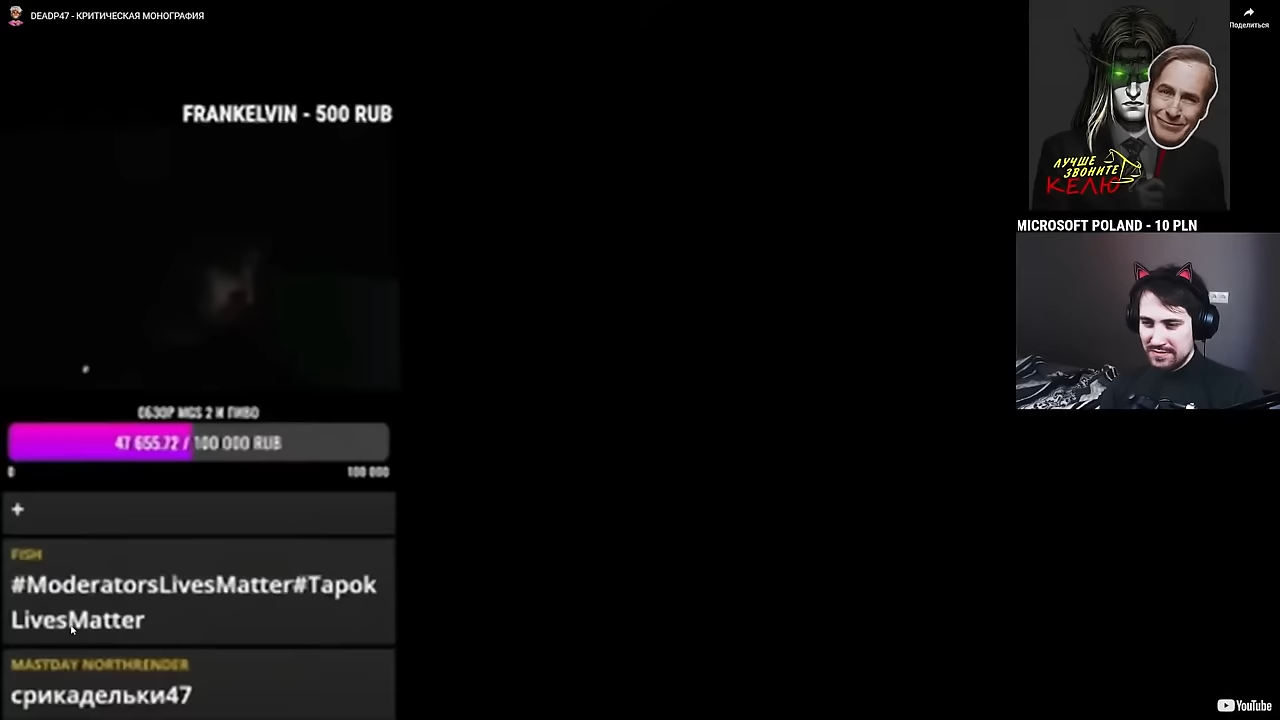 DEADP47 - КРИТИЧЕСКАЯ МОНОГРАФИЯ
Поделиться
FRANKELVIN - 500 RUB
ЛУЧШЕ
ЗВОНИТЕ
КЕЛЮ
MICROSOFT POLAND - 10 PLN
ОБЗОР MGS 2 И ПИВО
47 655.72 / 100 000 RUB
0
100 000
+
FISH
#ModeratorsLivesMatter#Tapok
LivesMatter
MASTDAY NORTHRENDER
срикадельки47
YouTube